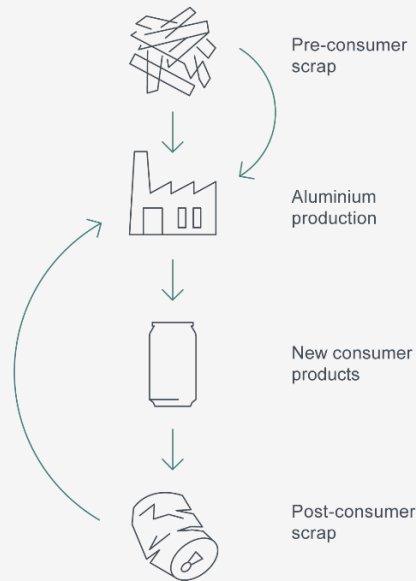 Pre-consumer
scrap
Aluminium
production
New consumer
products
Post-consumer
scrap